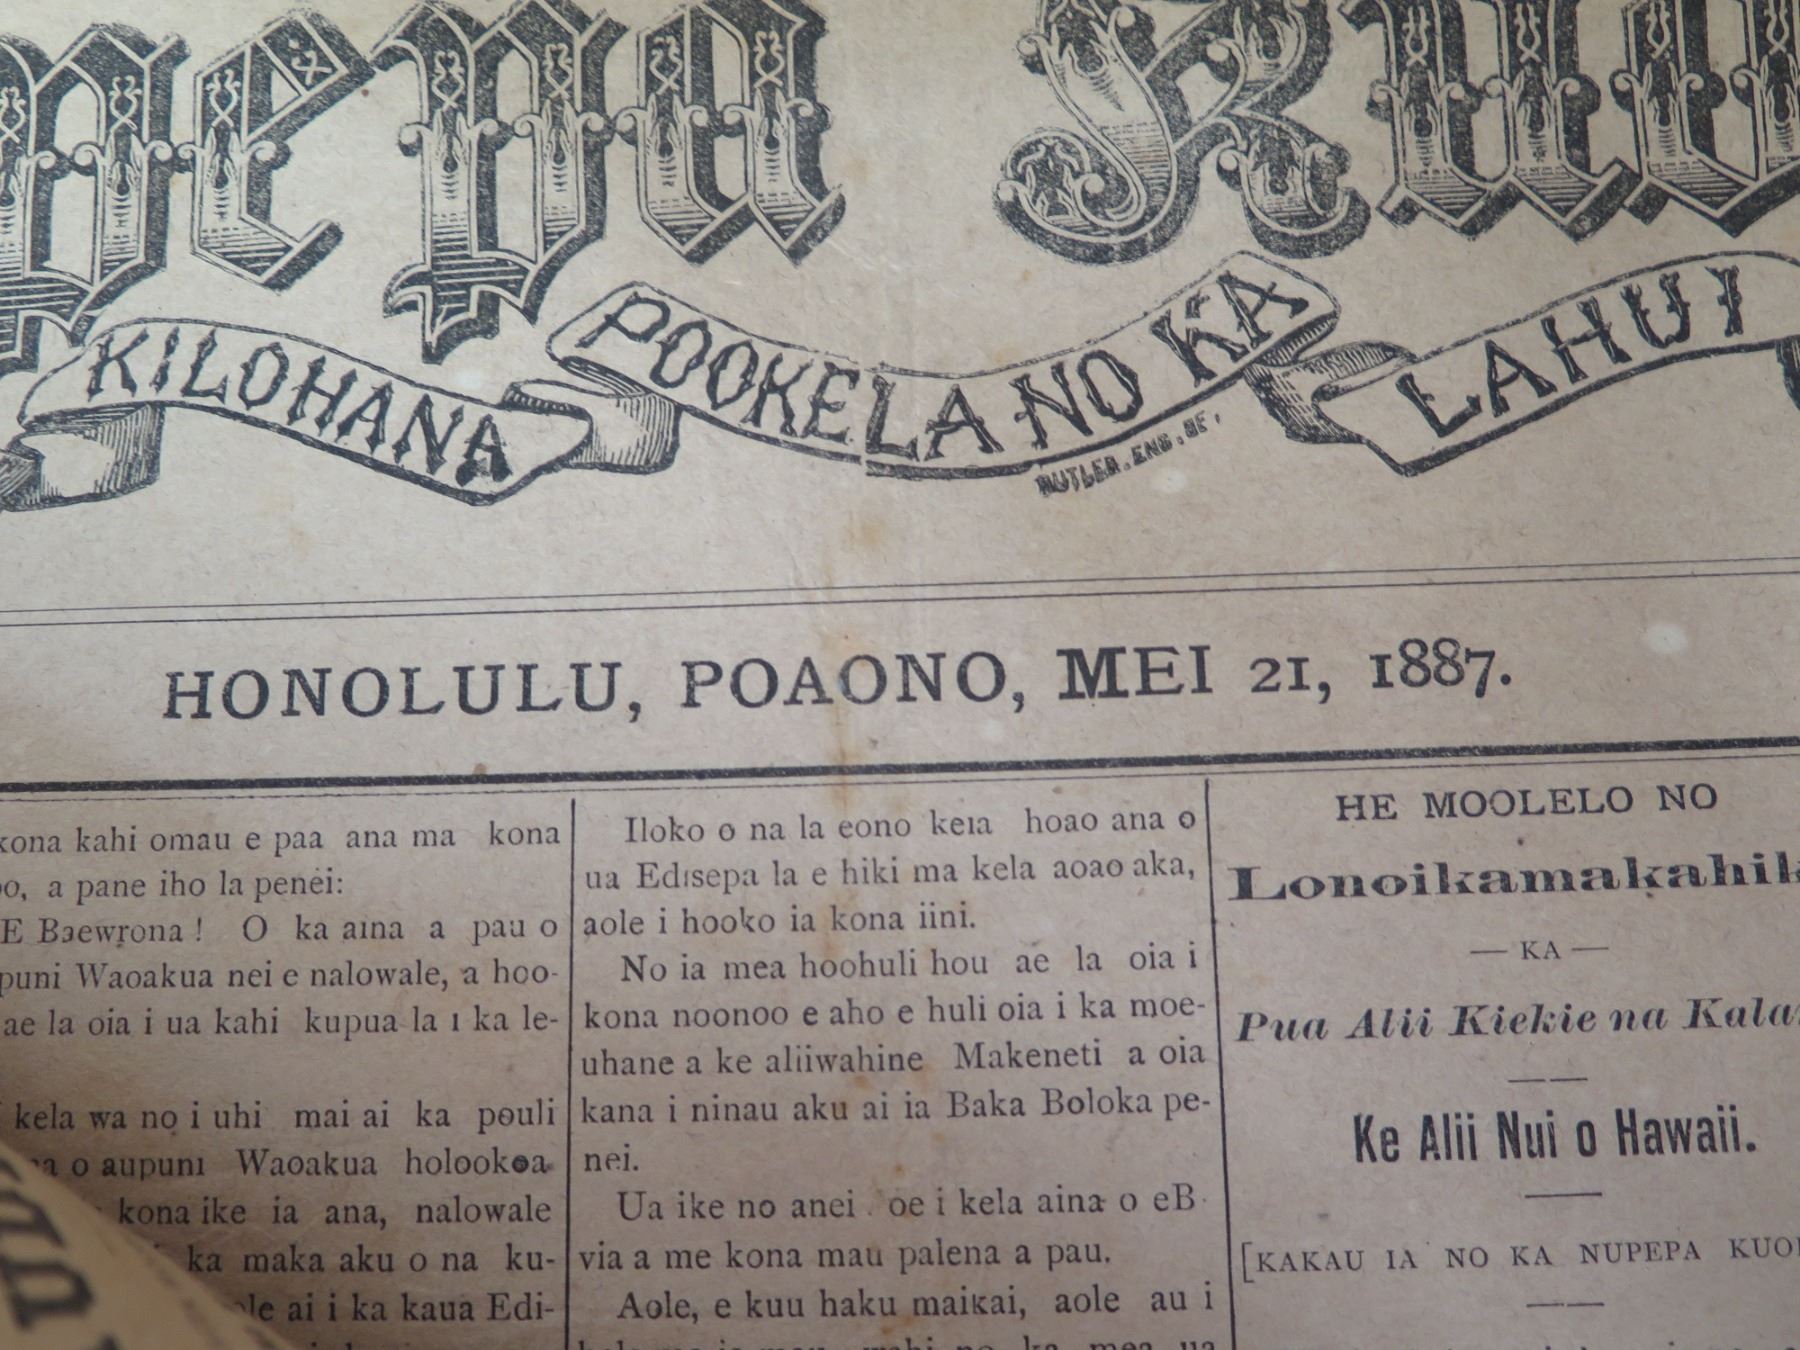 KILOHANA POOKELA NO KA LAHUI
RUTLER. ENG. SE.
HONOLULU, POAONO, MEI 21, 1887.
kona kahi omau e paa ana ma kona
a pane iho la penei:
E Baewrona! O ka aina a pau o
puni Waoakua nei e nalowale, a hoo-
ae la oia i ua kahi kupua la i ka le-
kela wa no i uhi mai ai ka pouli
o aupuni Waoakua holookoa
kona ike ia ana, nalowale
ka maka aku o na ku-
ai i ka kaua Edi-
Iloko o na la eono keia hoao ana o
ua Edisepa la e hiki ma kela aoao aka,
aole i hooko ia kona iini.
No ia mea hoohuli hou ae la oia i
kona noonoo e aho e huli oia i ka moe-
uhane a ke aliiwahine Makeneti a oia
kana i ninau aku ai ia Baka Boloka pe-
nei.
Ua ike no anei oe i kela aina o eB
via a me kona mau palena a pau.
Aole, e kuu haku maikai, aole au i
HE MOOLELO NO
Lonoikamakahik
— KA —
Pua Alii Kiekie na Kala
Ke Alii Nui o Hawaii.
[KAKAU IA NO KA NUPEPA KUO